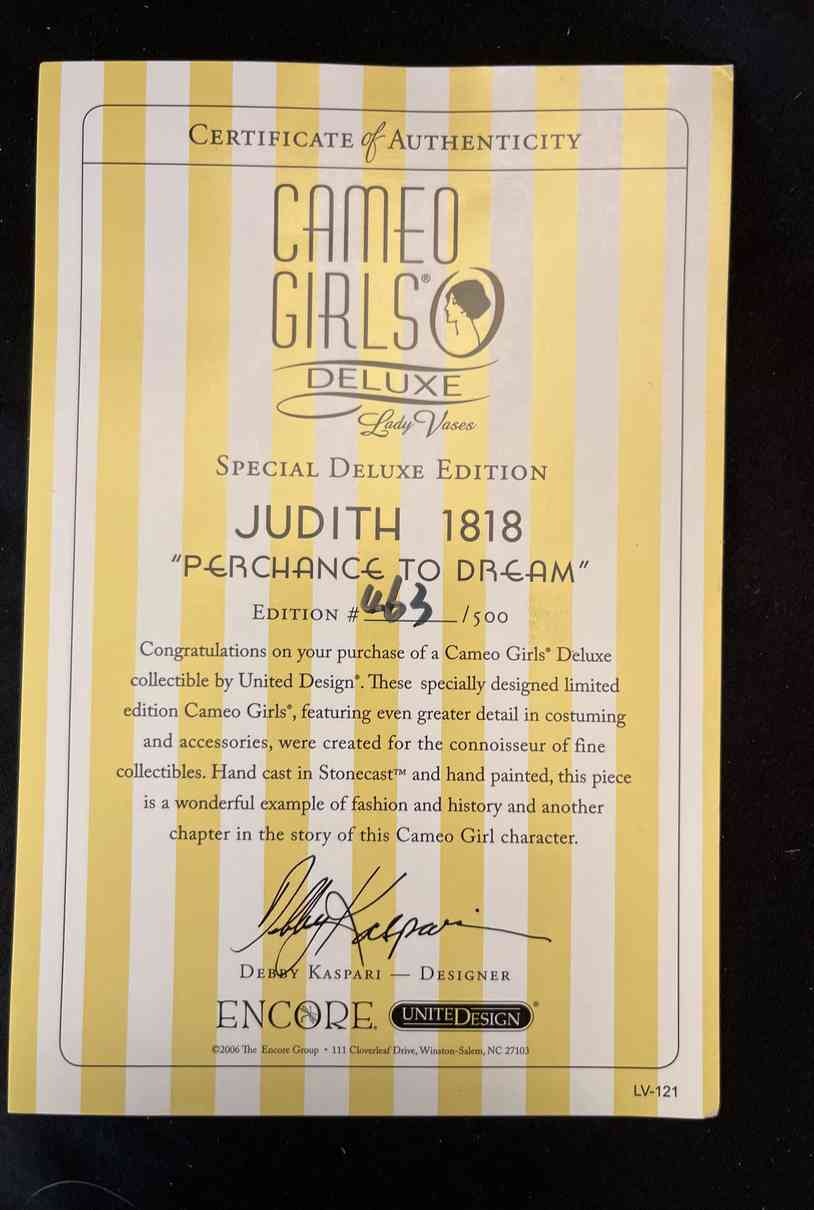 CERTIFICATE of AUTHENTICITY
CAMEO
GIRLS®
DELUXE
Lady Vases
SPECIAL DELUXE EDITION
JUDITH 1818
"PERCHANCE TO DREAM"
EDITION # 463 /500
Congratulations on your purchase of a Cameo Girls® Deluxe
collectible by United Design®. These specially designed limited
edition Cameo Girls®, featuring even greater detail in costuming
and accessories, were created for the connoisseur of fine
collectibles. Hand cast in Stonecast™ and hand painted, this piece
is a wonderful example of fashion and history and another
chapter in the story of this Cameo Girl character.
Debby Kaspari
DEBBY KASPARI — DESIGNER
ENCORE. UNITEDESIGN®
©2006 The Encore Group • 111 Cloverleaf Drive, Winston-Salem, NC 27103
LV-121